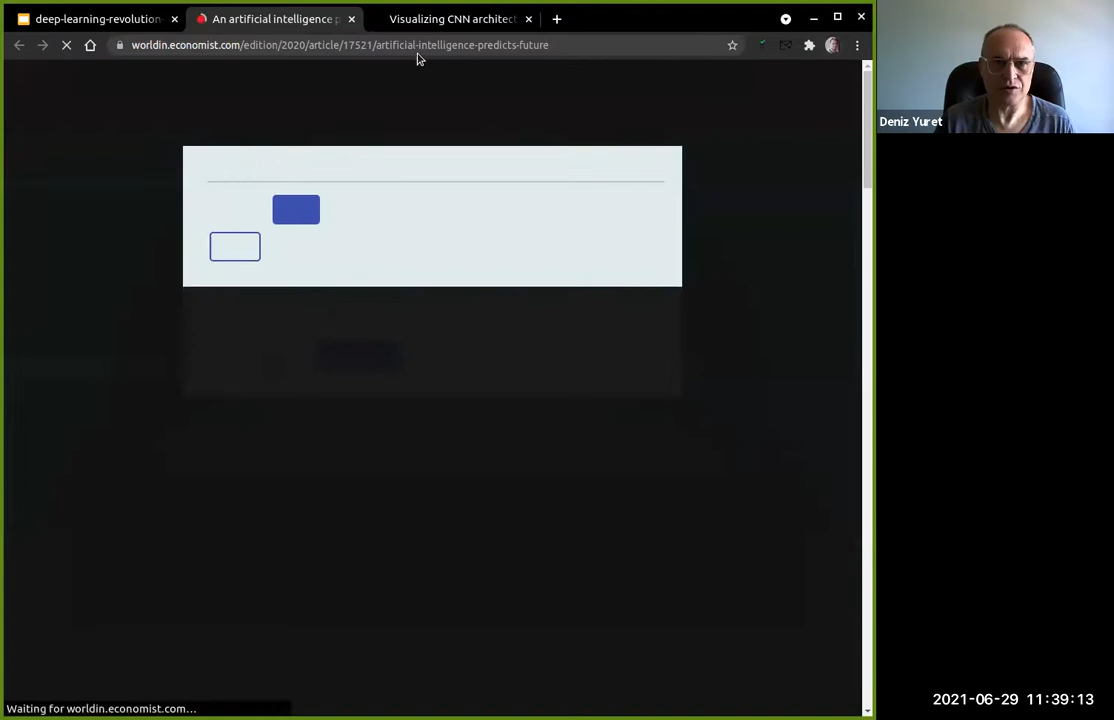 deep-learning-revolution-
An artificial intelligence p
Visualizing CNN architect
worldin.economist.com/edition/2020/article/17521/artificial-intelligence-predicts-future
Deniz Yuret
2021-06-29 11:39:13
Waiting for worldin.economist.com...